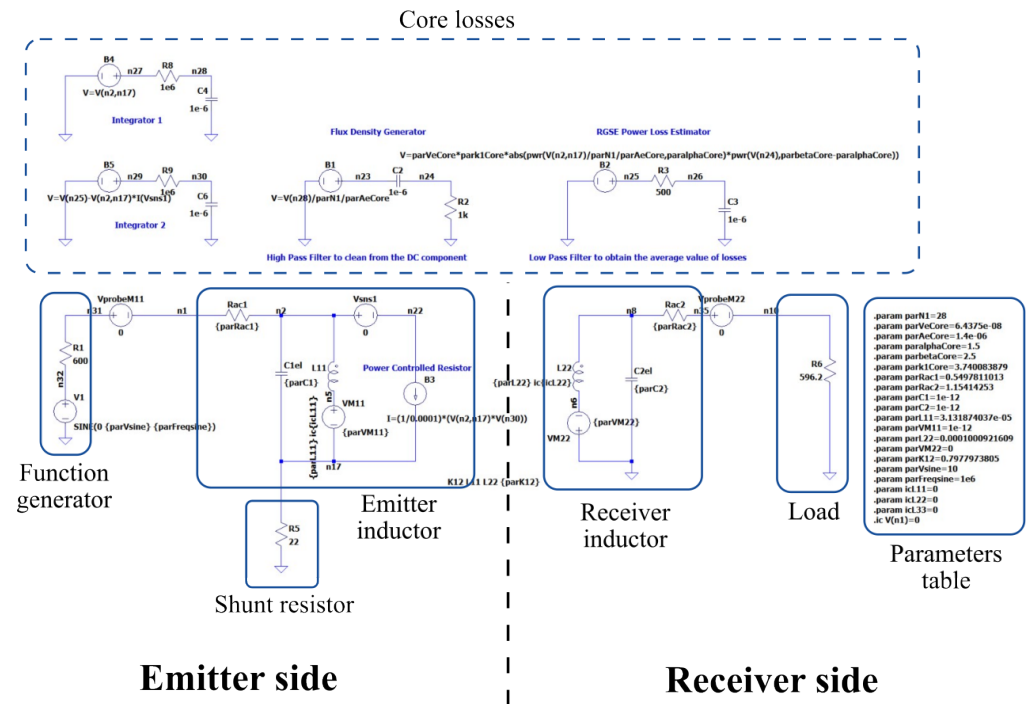 Core losses
B4
n27
R8
1e6
n28
C4
1e-6
V=V(n2,n17)
Integrator 1
B5
n29
R9
1e6
n30
C6
1e-6
V=V(n25)-V(n2,n17)*I(Vsns1)
Integrator 2
Flux Density Generator
B1
n23
C2
1e-6
n24
R2
1k
V=V(n28)/parN1/parAeCore
High Pass Filter to clean from the DC component
RGSE Power Loss Estimator
V=parVeCore*park1Core*abs(pwr(V(n2,n17)/parN1/parAeCore,paralphaCore)*pwr(V(n24),parbetaCore-paralphaCore))
B2
n25
R3
500
n26
C3
1e-6
Low Pass Filter to obtain the average value of losses
n31
VprobeM11
0
n1
R1
600
n32
V1
SINE(0 {parVsine} {parFreqsine})
Function
generator
Rac1
{parRac1}
n2
Vsns1
0
n22
C1el
{parC1}
L11
{parL11} ic{icL11}
n5
VM11
{parVM11}
Power Controlled Resistor
B3
I=(1/0.0001)*(V(n2,n17)*V(n30))
n17
K12 L11 L22 {parK12}
Emitter
inductor
R5
22
Shunt resistor
n8
Rac2
{parRac2}
n35
VprobeM22
0
n10
L22
{parL22} ic{icL22}
n6
VM22
{parVM22}
C2el
{parC2}
Receiver
inductor
R6
596.2
Load
.param parN1=28
.param parVeCore=6.4375e-08
.param parAeCore=1.4e-06
.param paralphaCore=1.5
.param parbetaCore=2.5
.param park1Core=3.740083879
.param parRac1=0.5497811013
.param parRac2=1.15414253
.param parC1=1e-12
.param parC2=1e-12
.param parL11=3.131874037e-05
.param parVM11=1e-12
.param parL22=0.0001000921609
.param parVM22=0
.param parK12=0.7977973805
.param parVsine=10
.param parFreqsine=1e6
.param icL11=0
.param icL22=0
.param icL33=0
.ic V(n1)=0
Parameters
table
Emitter side
Receiver side